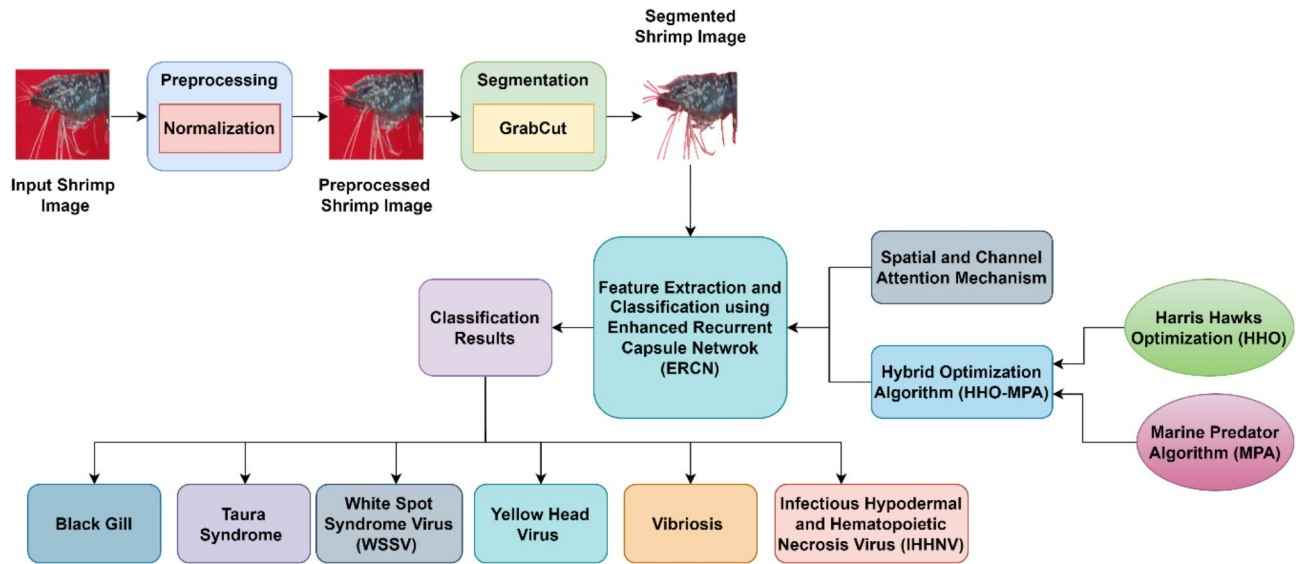 Segmented
Shrimp Image
Preprocessing
Normalization
Segmentation
GrabCut
Input Shrimp
Image
Preprocessed
Shrimp Image
Feature Extraction and
Classification using
Enhanced Recurrent
Capsule Netwrok
(ERCN)
Spatial and Channel
Attention Mechanism
Classification
Results
Harris Hawks
Optimization (HHO)
Hybrid Optimization
Algorithm (HHO-MPA)
Marine Predator
Algorithm (MPA)
Black Gill
Taura
Syndrome
White Spot
Syndrome Virus
(WSSV)
Yellow Head
Virus
Vibriosis
Infectious Hypodermal
and Hematopoietic
Necrosis Virus (IHHNV)